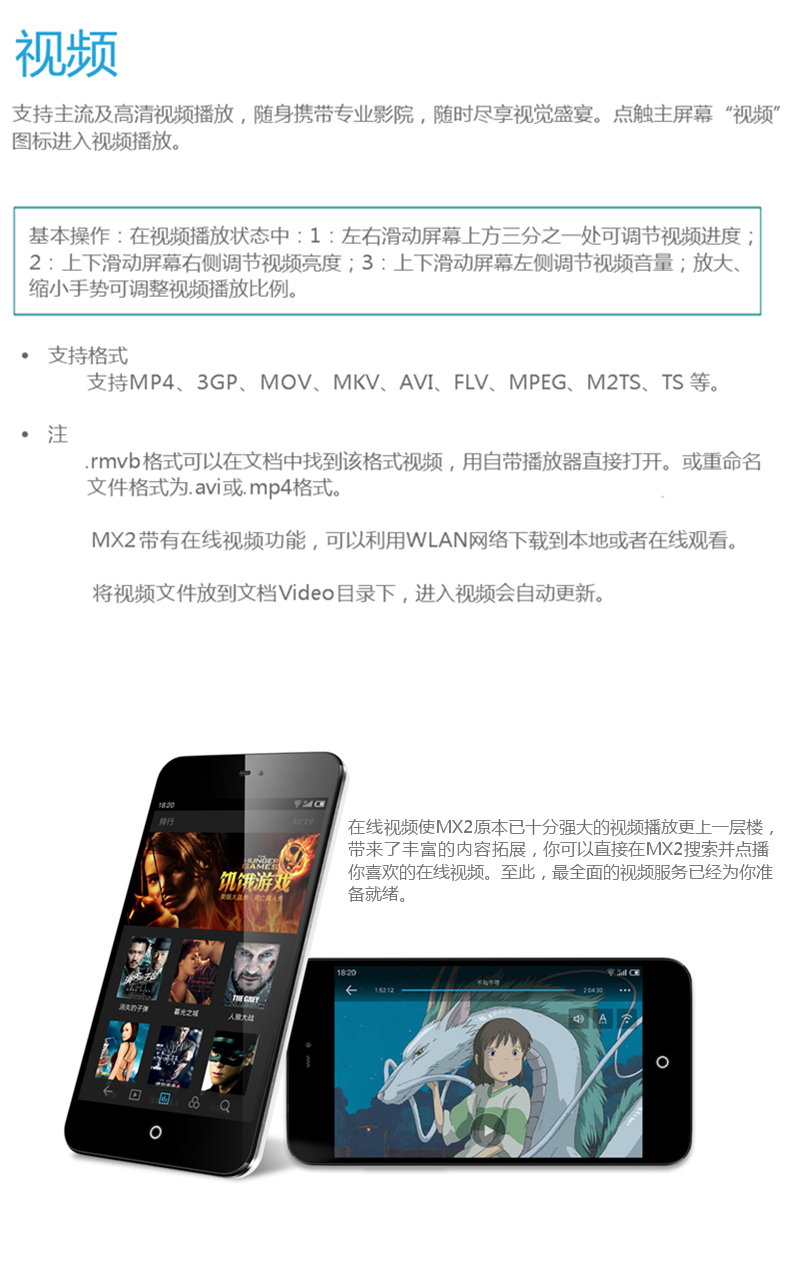 视频
支持主流及高清视频播放，随身携带专业影院，随时尽享视觉盛宴。点触主屏幕“视频”
图标进入视频播放。
基本操作：在视频播放状态中：1：左右滑动屏幕上方三分之一处可调节视频进度；
2：上下滑动屏幕右侧调节视频亮度；3：上下滑动屏幕左侧调节视频音量；放大、
缩小手势可调整视频播放比例。
• 支持格式
支持MP4、3GP、MOV、MKV、AVI、FLV、MPEG、M2TS、TS 等。
• 注
.rmvb格式可以在文档中找到该格式视频，用自带播放器直接打开。或重命名
文件格式为.avi或.mp4格式。
MX2带有在线视频功能，可以利用WLAN网络下载到本地或者在线观看。
将视频文件放到文档Video目录下，进入视频会自动更新。
18:20
排行
THE
HUNGER
GAMES
饥饿游戏
消失的子弹
暮光之城
THE GREY
人狼大战
在线视频使MX2原本已十分强大的视频播放更上一层楼，
带来了丰富的内容拓展，你可以直接在MX2搜索并点播
你喜欢的在线视频。至此，最全面的视频服务已经为你准
备就绪。
18:20
千与千寻
1:52:12
2:04:30
A